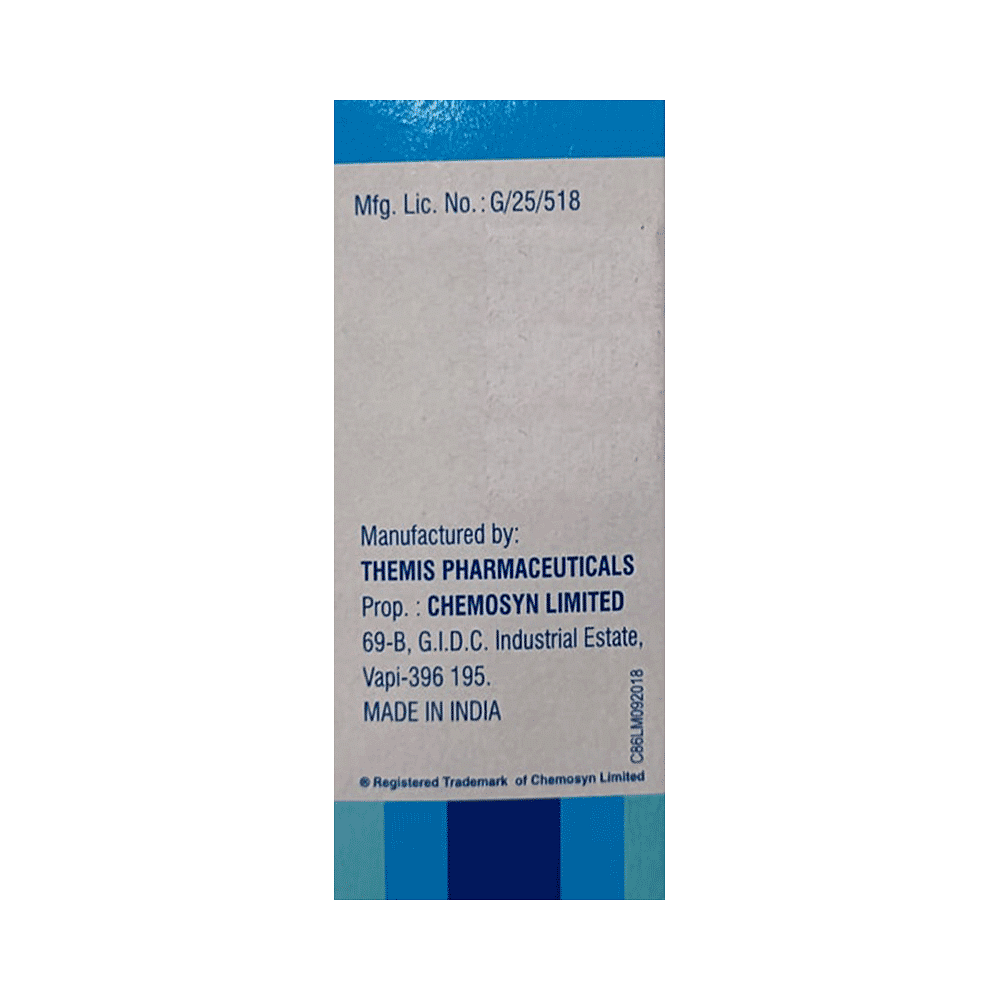 Mfg. Lic. No.: G/25/518
Manufactured by:
THEMIS PHARMACEUTICALS
Prop. : CHEMOSYN LIMITED
69-B, G.I.D.C. Industrial Estate,
Vapi-396 195.
MADE IN INDIA
C86LM092018
® Registered Trademark of Chemosyn Limited